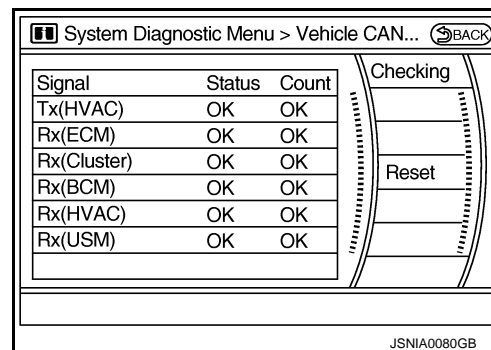 System Diagnostic Menu > Vehicle CAN... BACK
Checking
Signal Status Count
Tx(HVAC) OK OK
Rx(ECM) OK OK
Rx(Cluster) OK OK
Rx(BCM) OK OK
Reset
Rx(HVAC) OK OK
Rx(USM) OK OK
JSNIA0080GB